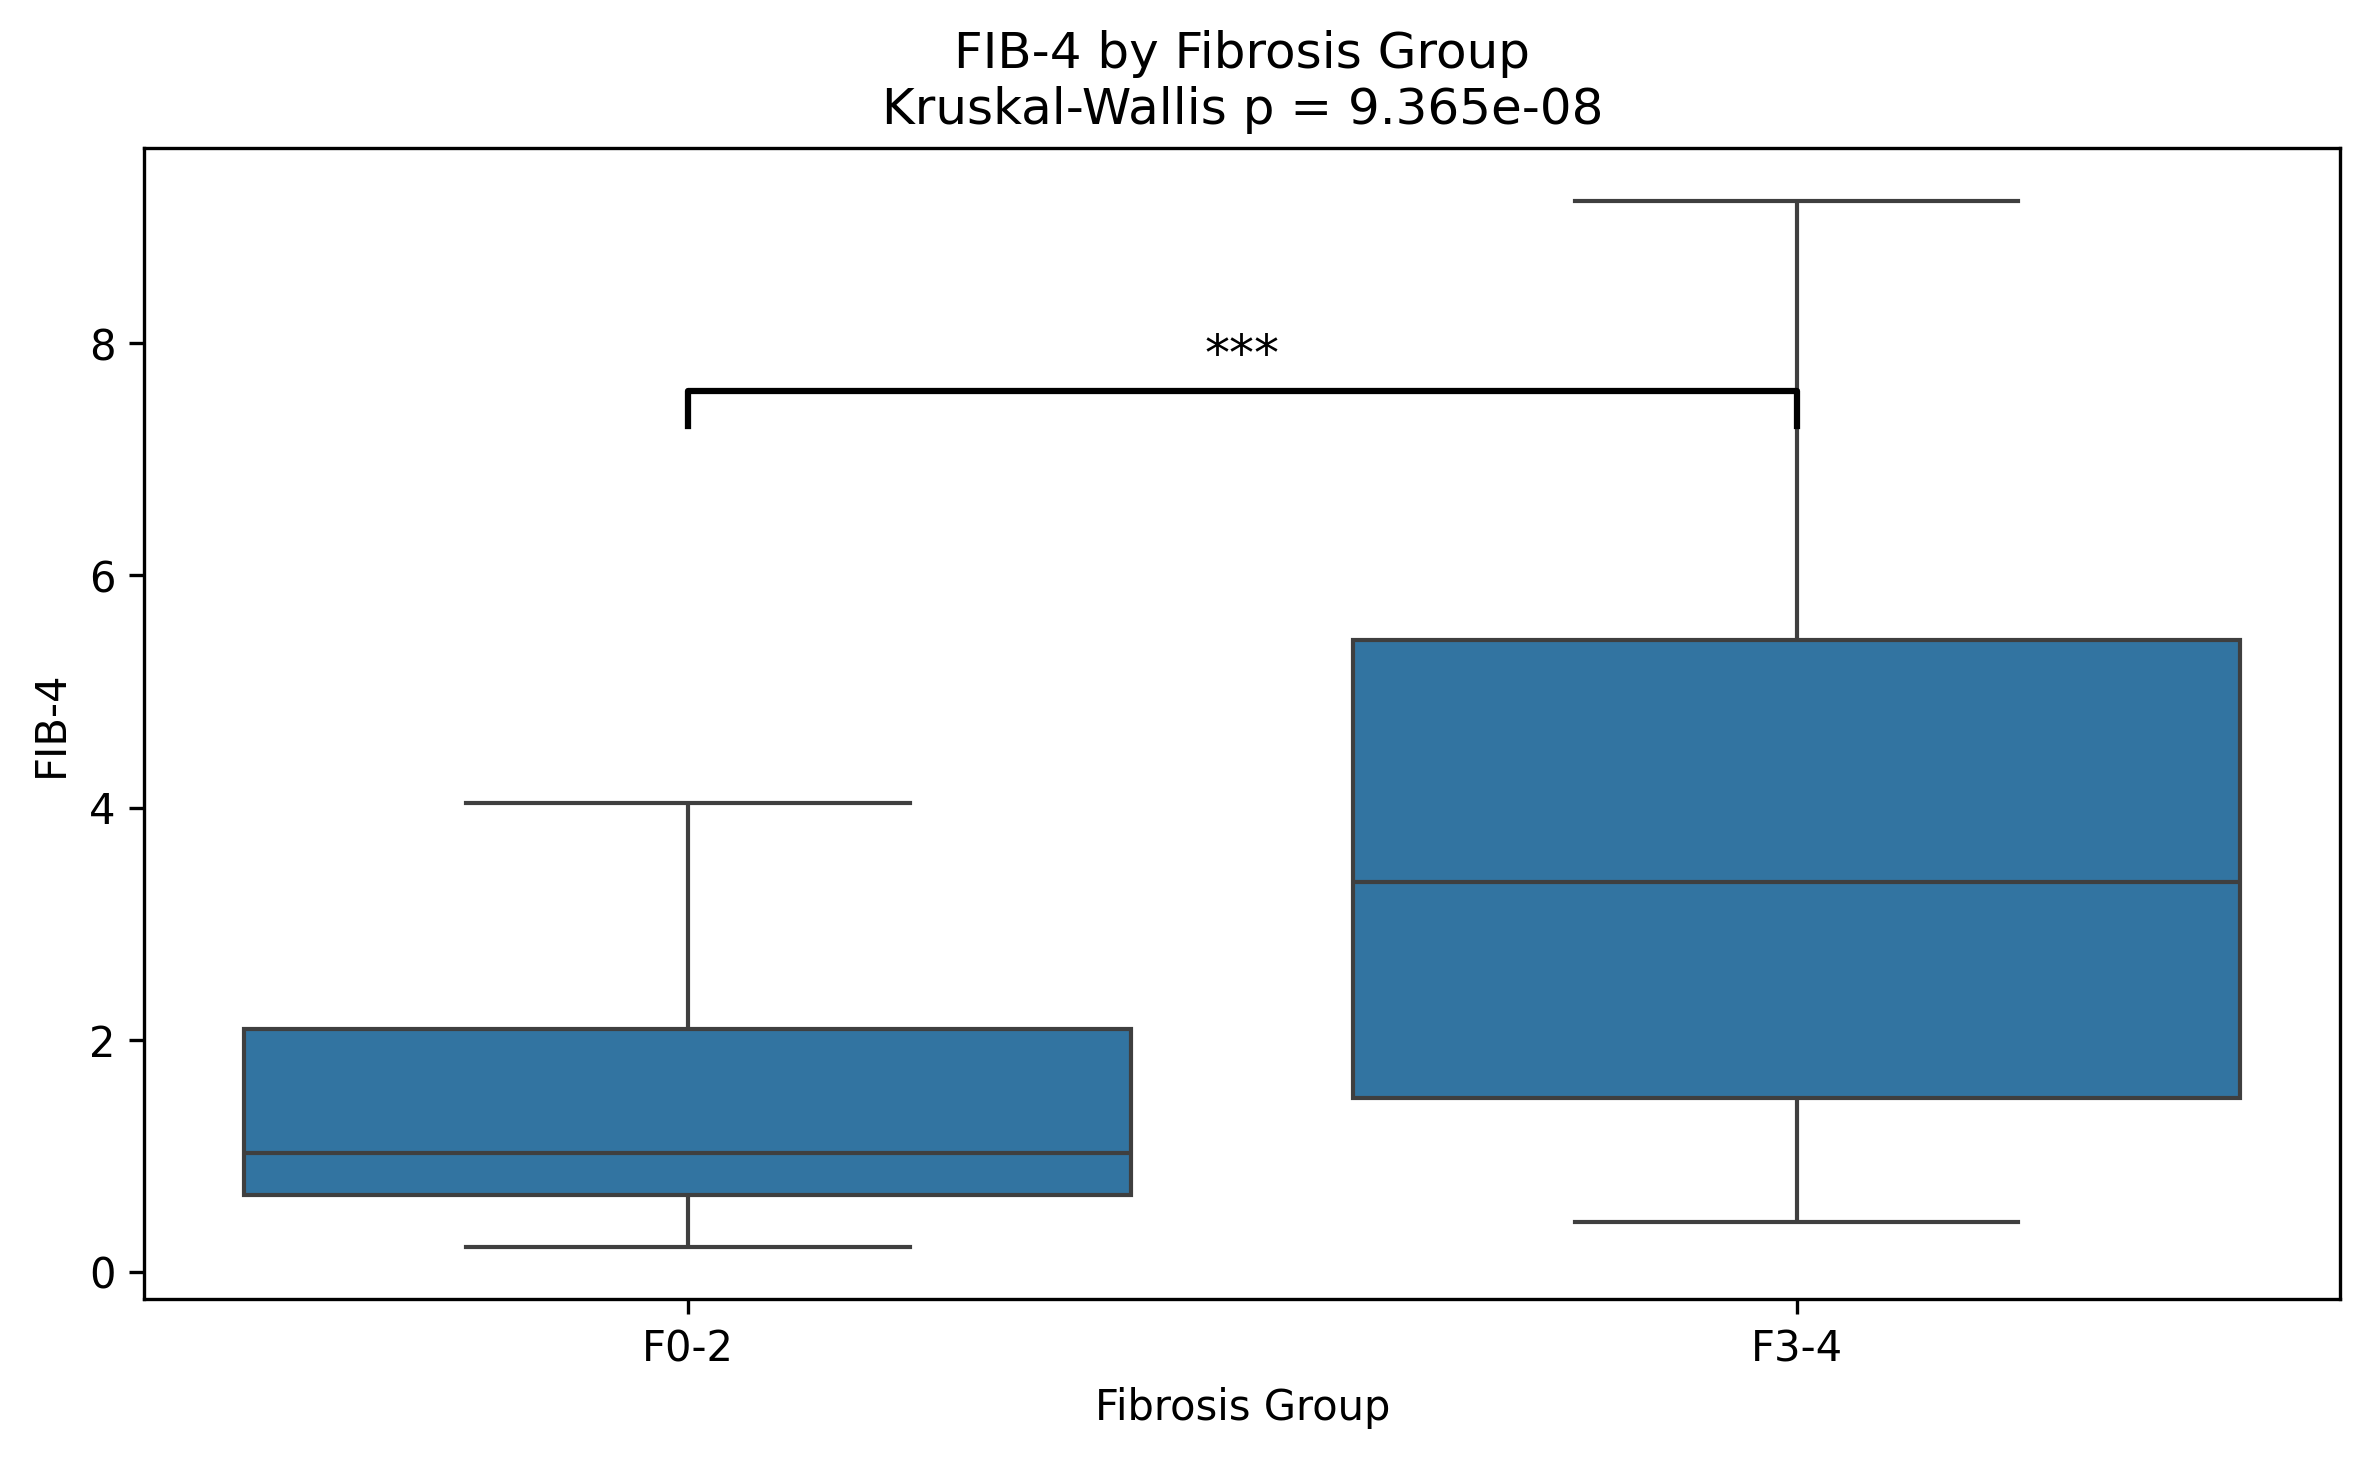 FIB-4 by Fibrosis Group
Kruskal-Wallis p = 9.365e-08
***
8
6
4
2
0
FIB-4
F0-2
F3-4
Fibrosis Group